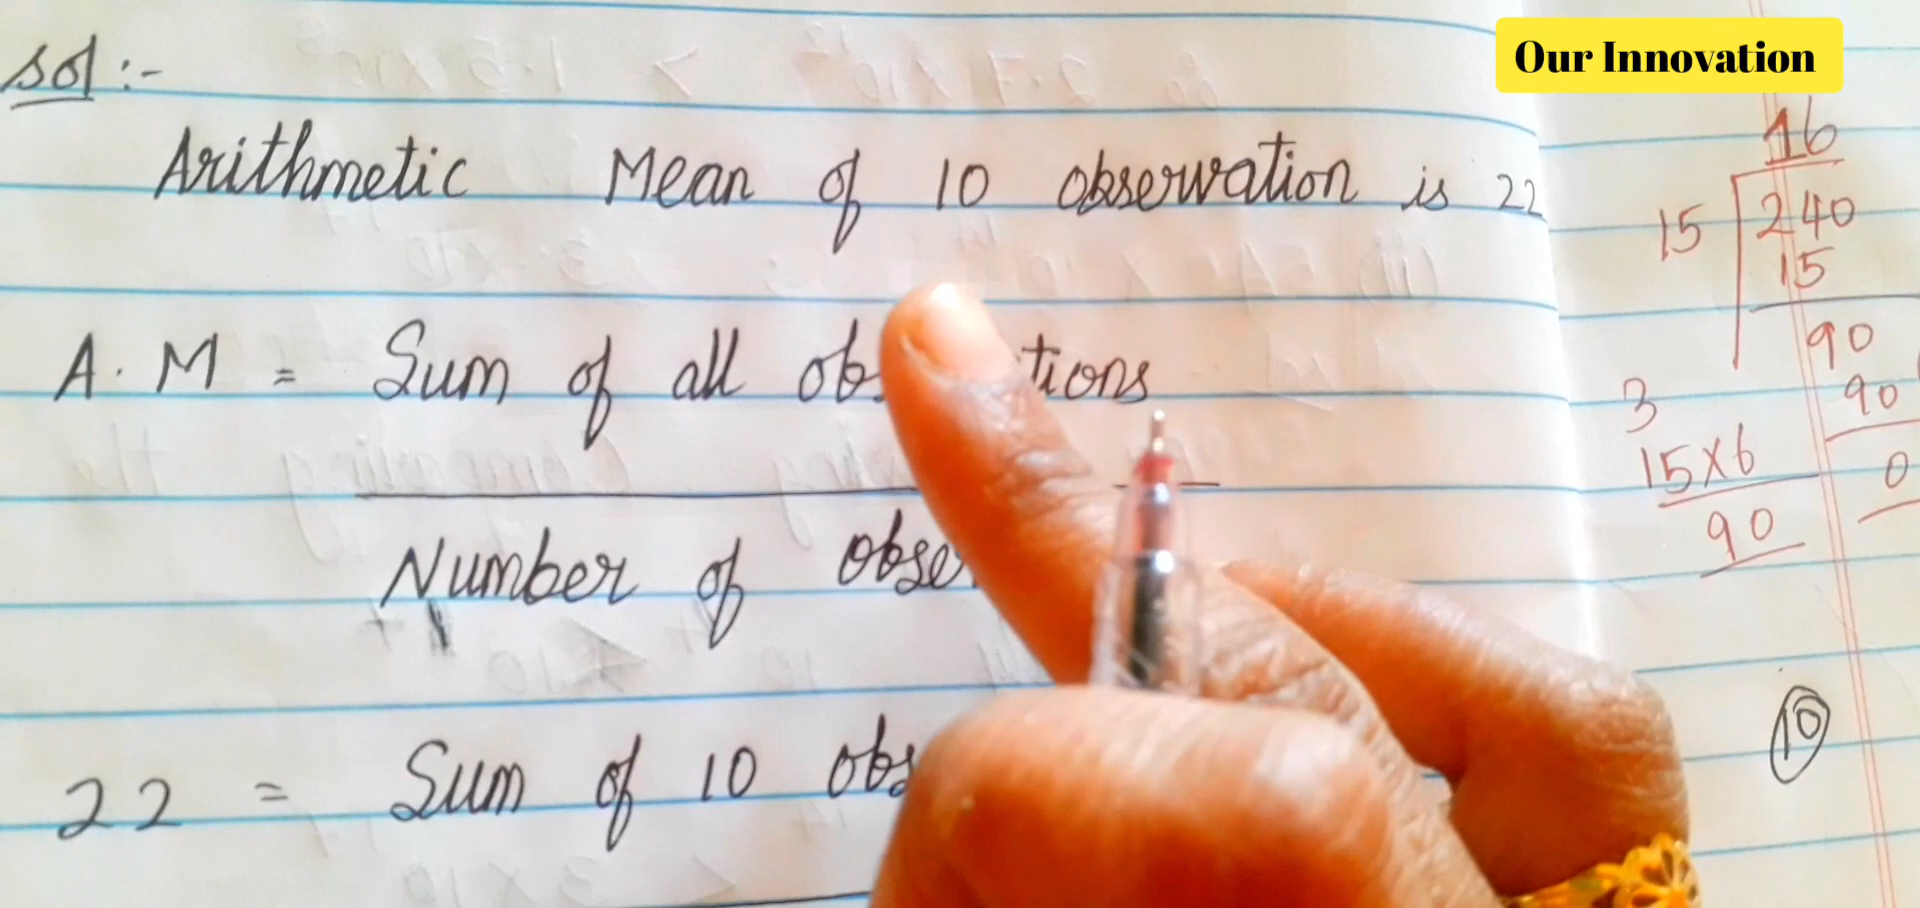 Our Innovation
Sol :-
Arithmetic Mean of 10 observation is 22
A.M = Sum of all ob tions
Number of obse
22 = Sum of 10 obs
16
15 240
15
90
90
0
3
15x6
90
10